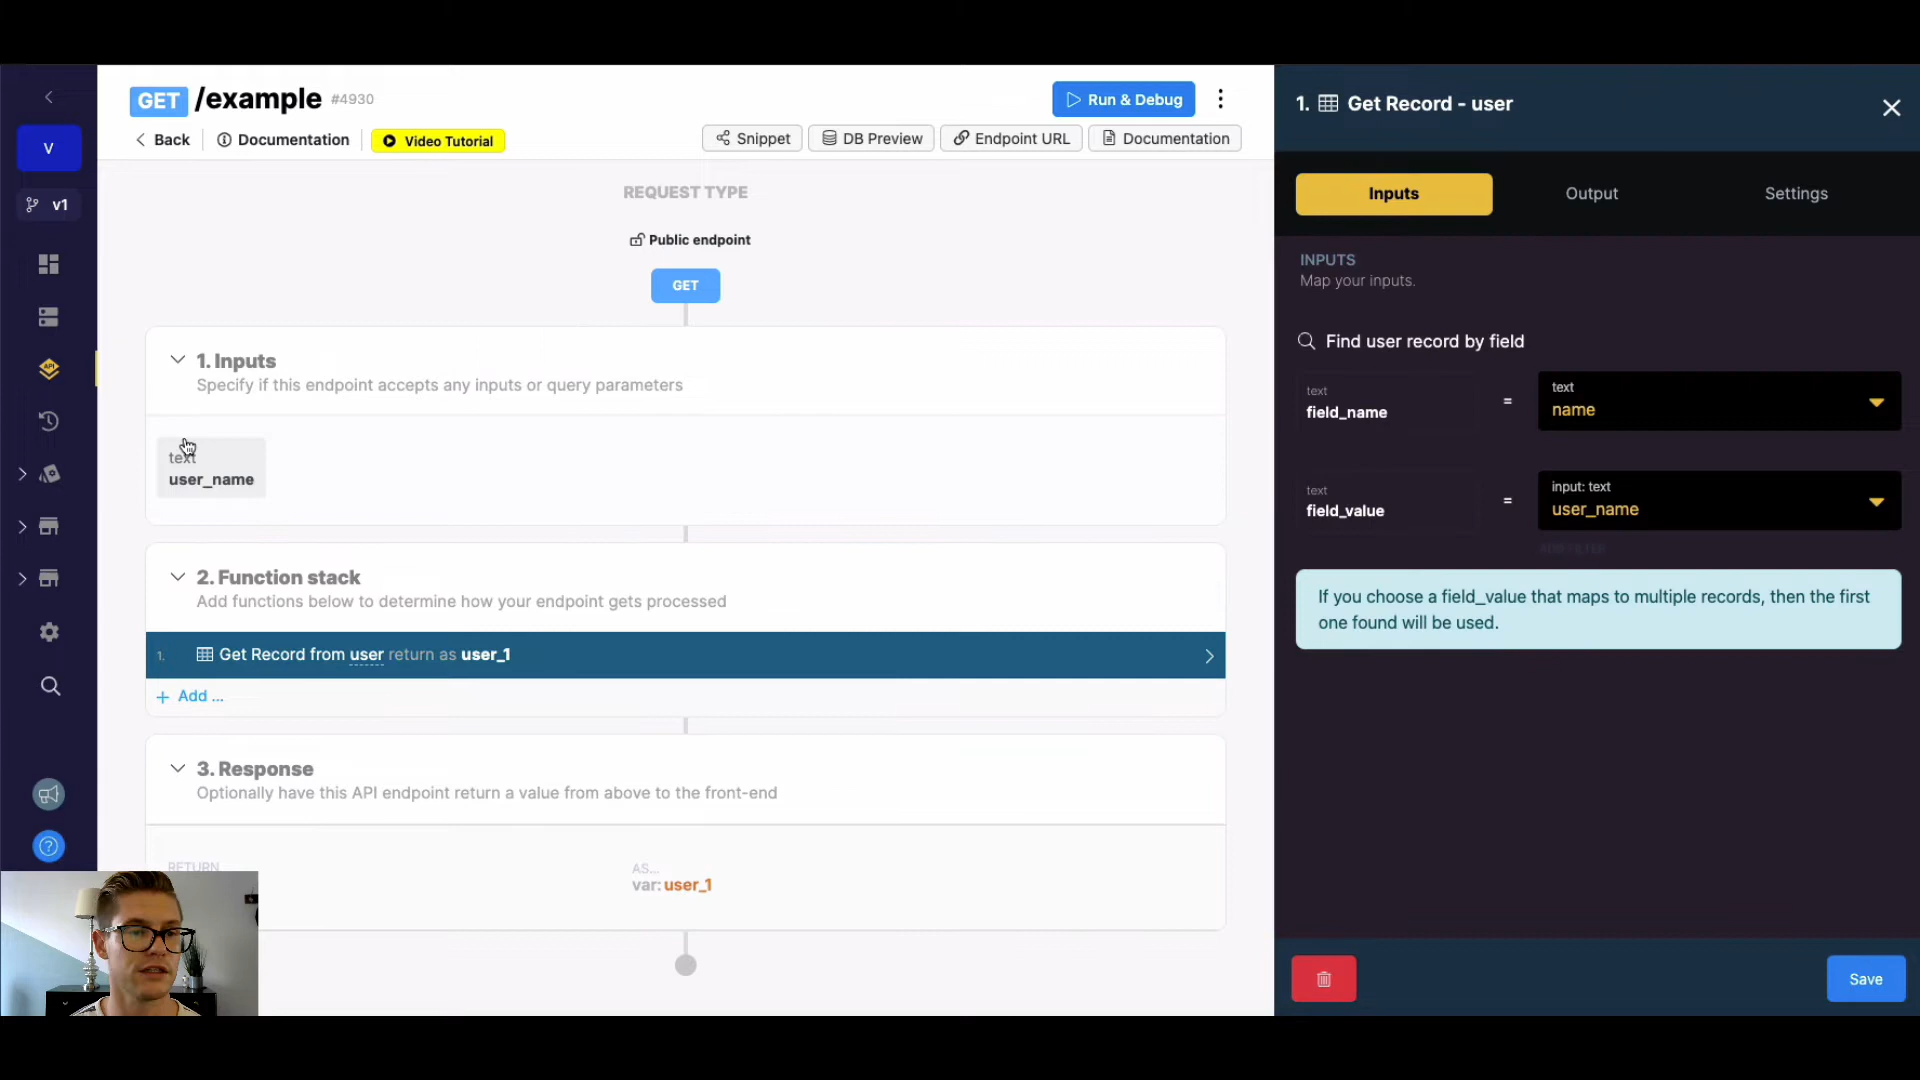 GET /example #4930
Run & Debug
Back
Documentation
Video Tutorial
Snippet
DB Preview
Endpoint URL
Documentation
V
v1
API
REQUEST TYPE
Public endpoint
GET
1. Inputs
Specify if this endpoint accepts any inputs or query parameters
text
user_name
2. Function stack
Add functions below to determine how your endpoint gets processed
1. Get Record from user return as user_1
+ Add ...
3. Response
Optionally have this API endpoint return a value from above to the front-end
RETURN
AS...
var: user_1
1. Get Record - user
Inputs
Output
Settings
INPUTS
Map your inputs.
Find user record by field
text
field_name
=
text
name
text
field_value
=
input: text
user_name
ADD FILTER
If you choose a field_value that maps to multiple records, then the first
one found will be used.
Save